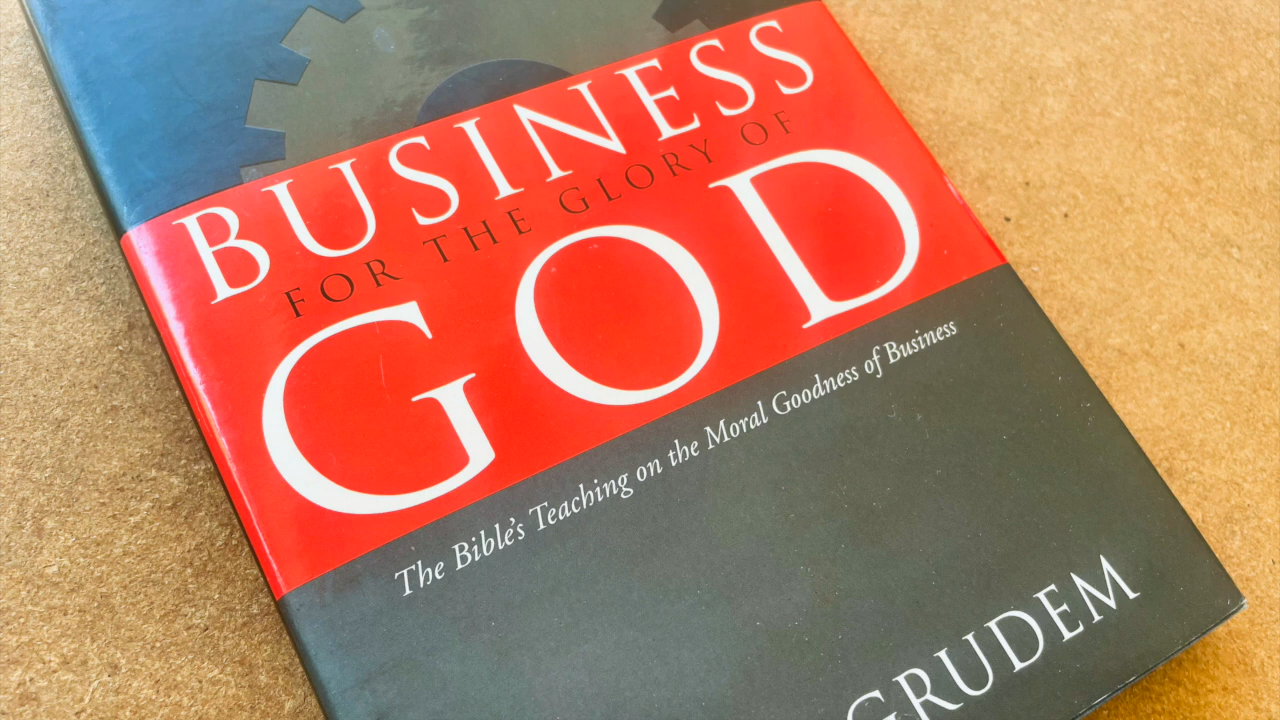 BUSINESS
FOR THE GLORY OF
GOD
The Bible's Teaching on the Moral Goodness of Business
GRUDEM